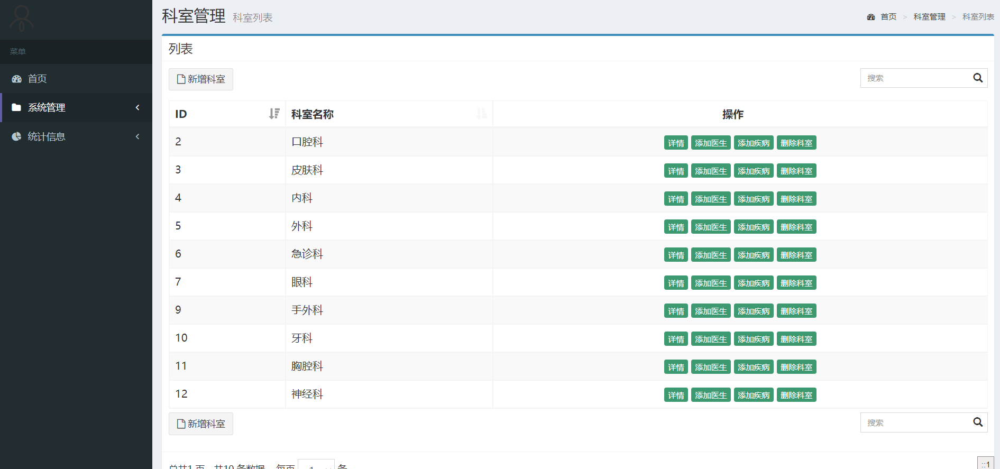 科室管理 科室列表
首页 > 科室管理 > 科室列表
菜单
首页
系统管理
统计信息
列表
新增科室
搜索
ID 科室名称 操作
2 口腔科 详情 添加医生 添加疾病 删除科室
3 皮肤科 详情 添加医生 添加疾病 删除科室
4 内科 详情 添加医生 添加疾病 删除科室
5 外科 详情 添加医生 添加疾病 删除科室
6 急诊科 详情 添加医生 添加疾病 删除科室
7 眼科 详情 添加医生 添加疾病 删除科室
9 手外科 详情 添加医生 添加疾病 删除科室
10 牙科 详情 添加医生 添加疾病 删除科室
11 胸腔科 详情 添加医生 添加疾病 删除科室
12 神经科 详情 添加医生 添加疾病 删除科室
新增科室
搜索
总共1 页，共10 条数据。 每页 1 条
::1